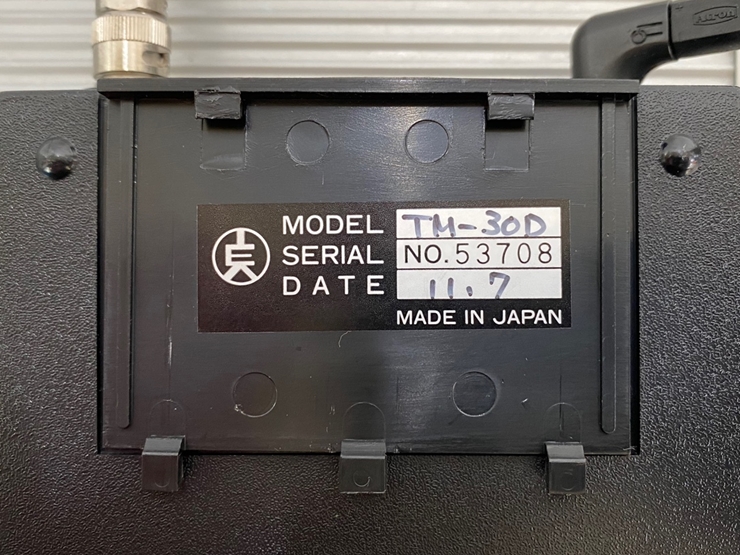 MODEL TM-30D
SERIAL NO.53708
DATE 11.7
MADE IN JAPAN